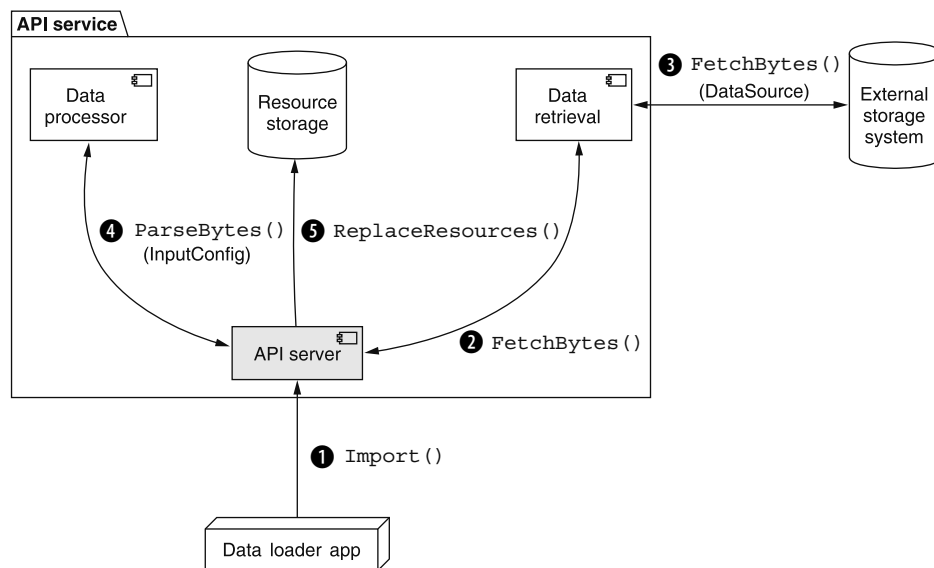 API service
Data
processor
Resource
storage
Data
retrieval
3 FetchBytes()
(DataSource)
External
storage
system
4 ParseBytes()
(InputConfig)
5 ReplaceResources()
API server
2 FetchBytes()
1 Import()
Data loader app